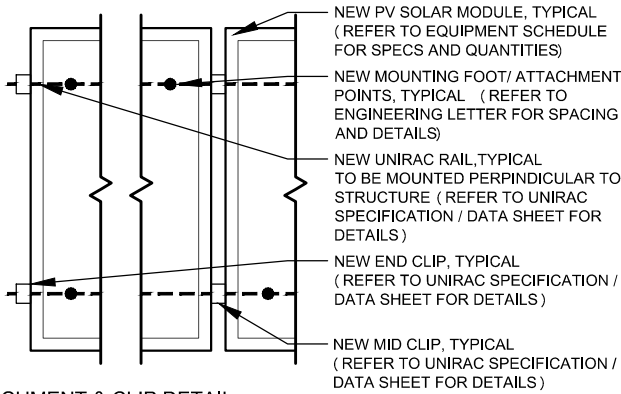 NEW PV SOLAR MODULE, TYPICAL
( REFER TO EQUIPMENT SCHEDULE
FOR SPECS AND QUANTITIES)
NEW MOUNTING FOOT/ ATTACHMENT
POINTS, TYPICAL ( REFER TO
ENGINEERING LETTER FOR SPACING
AND DETAILS)
NEW UNIRAC RAIL,TYPICAL
TO BE MOUNTED PERPINDICULAR TO
STRUCTURE ( REFER TO UNIRAC
SPECIFICATION / DATA SHEET FOR
DETAILS )
NEW END CLIP, TYPICAL
( REFER TO UNIRAC SPECIFICATION /
DATA SHEET FOR DETAILS )
NEW MID CLIP, TYPICAL
( REFER TO UNIRAC SPECIFICATION /
DATA SHEET FOR DETAILS )
& CLIP DETAIL